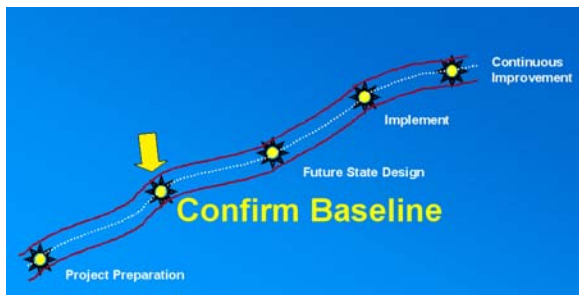 Continuous
Improvement
Implement
Future State Design
Confirm Baseline
Project Preparation